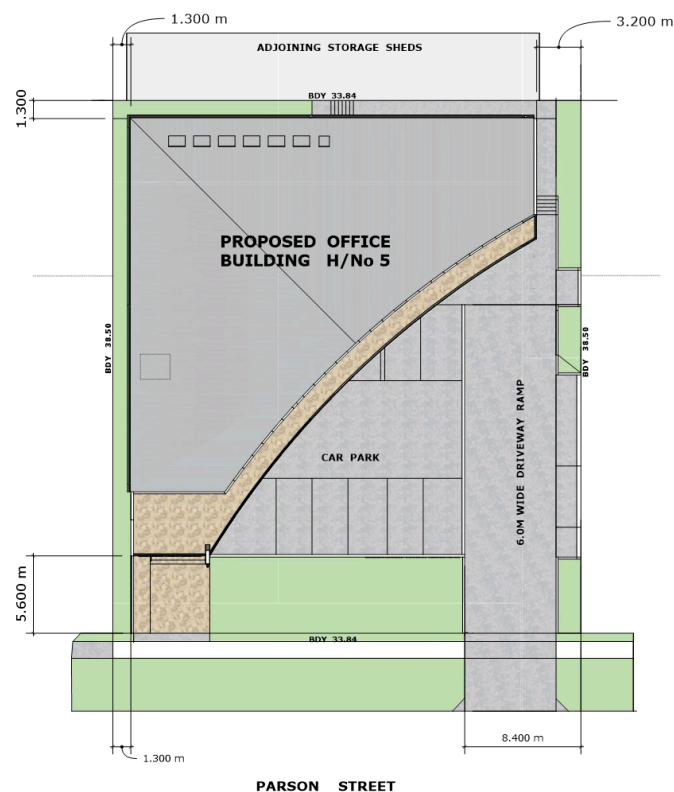 1.300 m
3.200 m
ADJOINING STORAGE SHEDS
BDY 33.84
1.300
PROPOSED OFFICE
BUILDING H/No 5
BDY 38.50
BDY 38.50
6.0M WIDE DRIVEWAY RAMP
CAR PARK
5.600 m
BDY 33.84
8.400 m
1.300 m
PARSON STREET